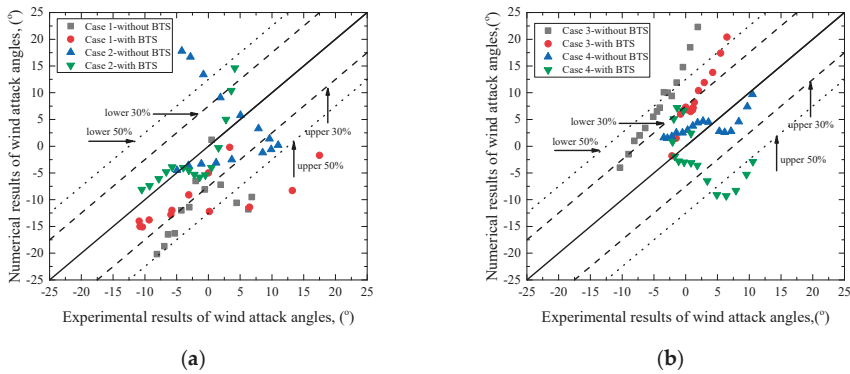 Numerical results of wind attack angles, (°)
25
20
15
10
5
0
-5
-10
-15
-20
-25
Case 1-without BTS
Case 1-with BTS
Case 2-without BTS
Case 2-with BTS
lower 30%
lower 50%
upper 30%
upper 50%
-25 -20 -15 -10 -5 0 5 10 15 20 25
Experimental results of wind attack angles, (°)
(a)
Numerical results of wind attack angles,(°)
25
20
15
10
5
0
-5
-10
-15
-20
-25
Case 3-without BTS
Case 3-with BTS
Case 4-without BTS
Case 4-with BTS
lower 30%
lower 50%
upper 30%
upper 50%
-25 -20 -15 -10 -5 0 5 10 15 20 25
Experimental results of wind attack angles,(°)
(b)